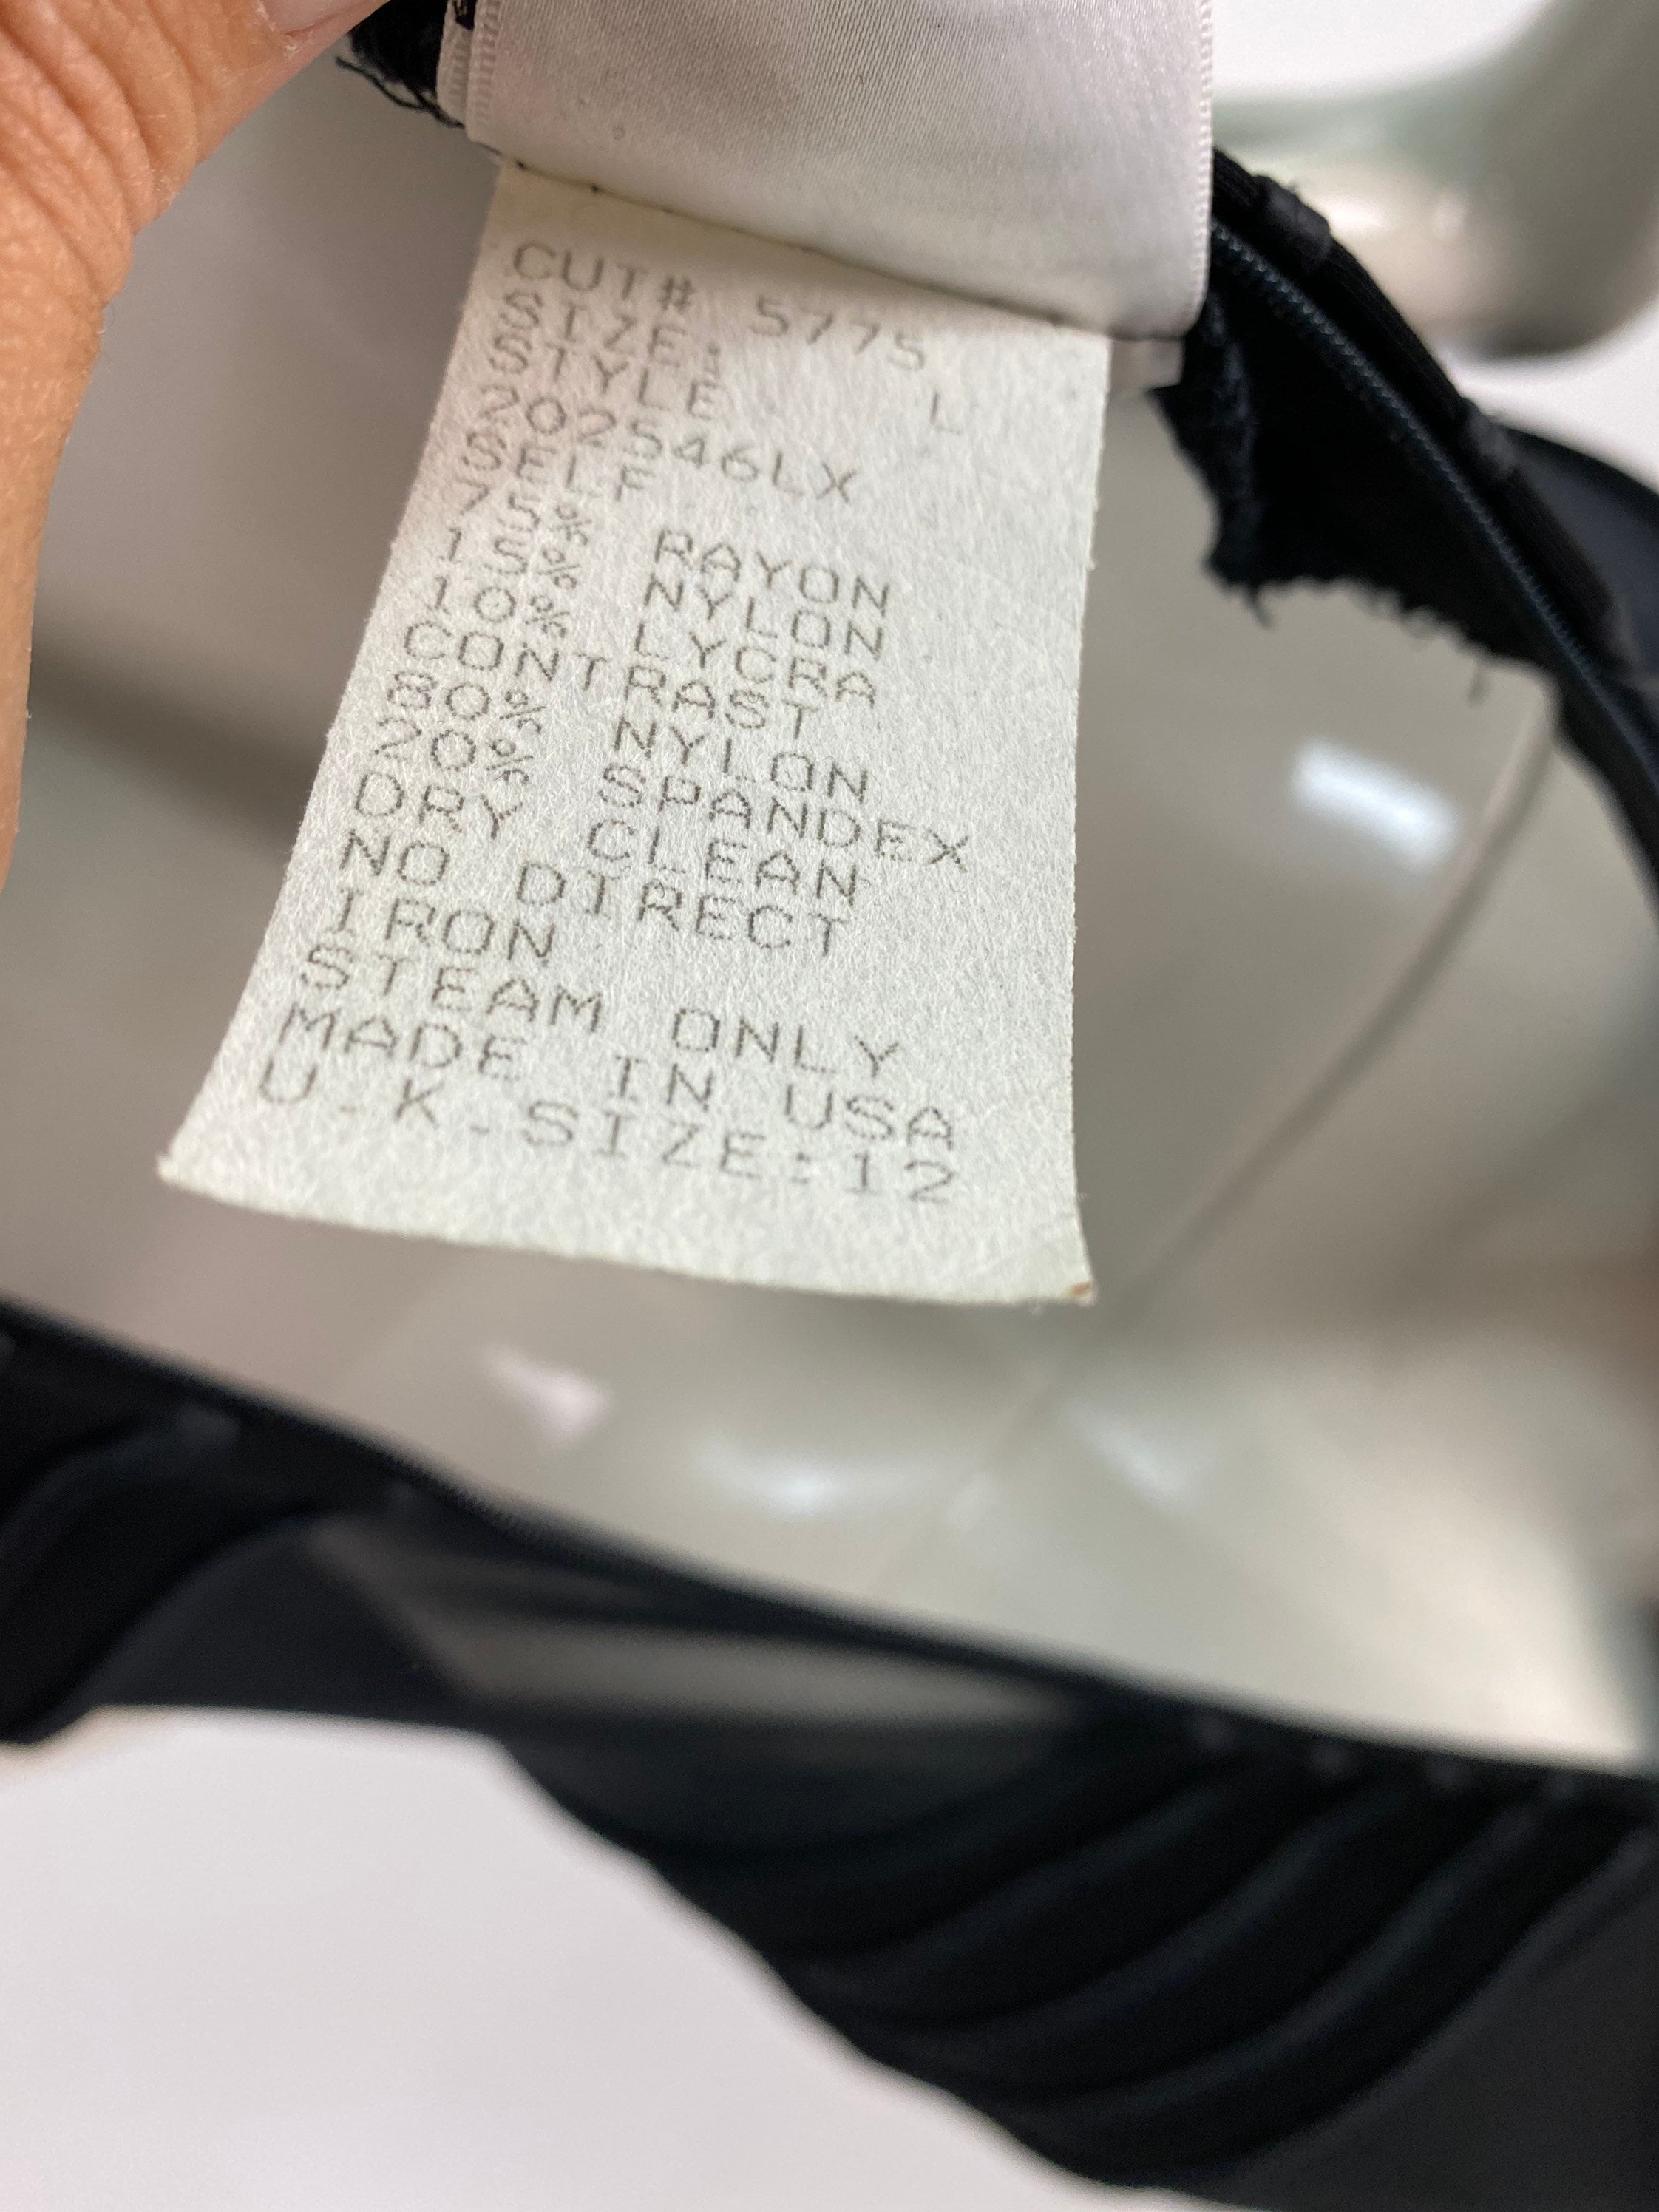 CUT# 5775
SIZE: L
STYLE
202546LX
SELF
75% RAYON
15% NYLON
10% LYCRA
CONTRAST
80% NYLON
20% SPANDEX
DRY CLEAN
NO DIRECT
IRON
STEAM ONLY
MADE IN USA
U.K.SIZE:12